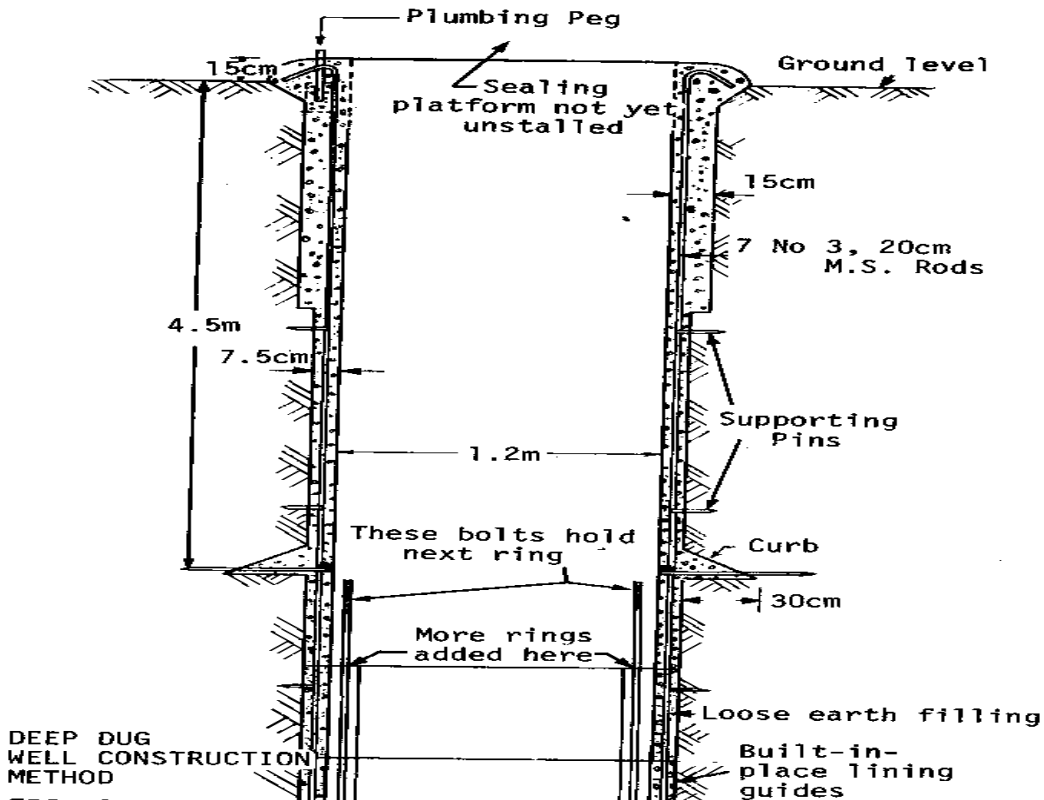 Plumbing Peg
15cm
Ground level
Sealing
platform not yet
unstalled
15cm
7 No 3, 20cm
M.S. Rods
4.5m
7.5cm
Supporting
Pins
1.2m
These bolts hold
next ring
Curb
30cm
More rings
added here
Loose earth filling
Built-in-
place lining
guides
DEEP DUG
WELL CONSTRUCTION
METHOD